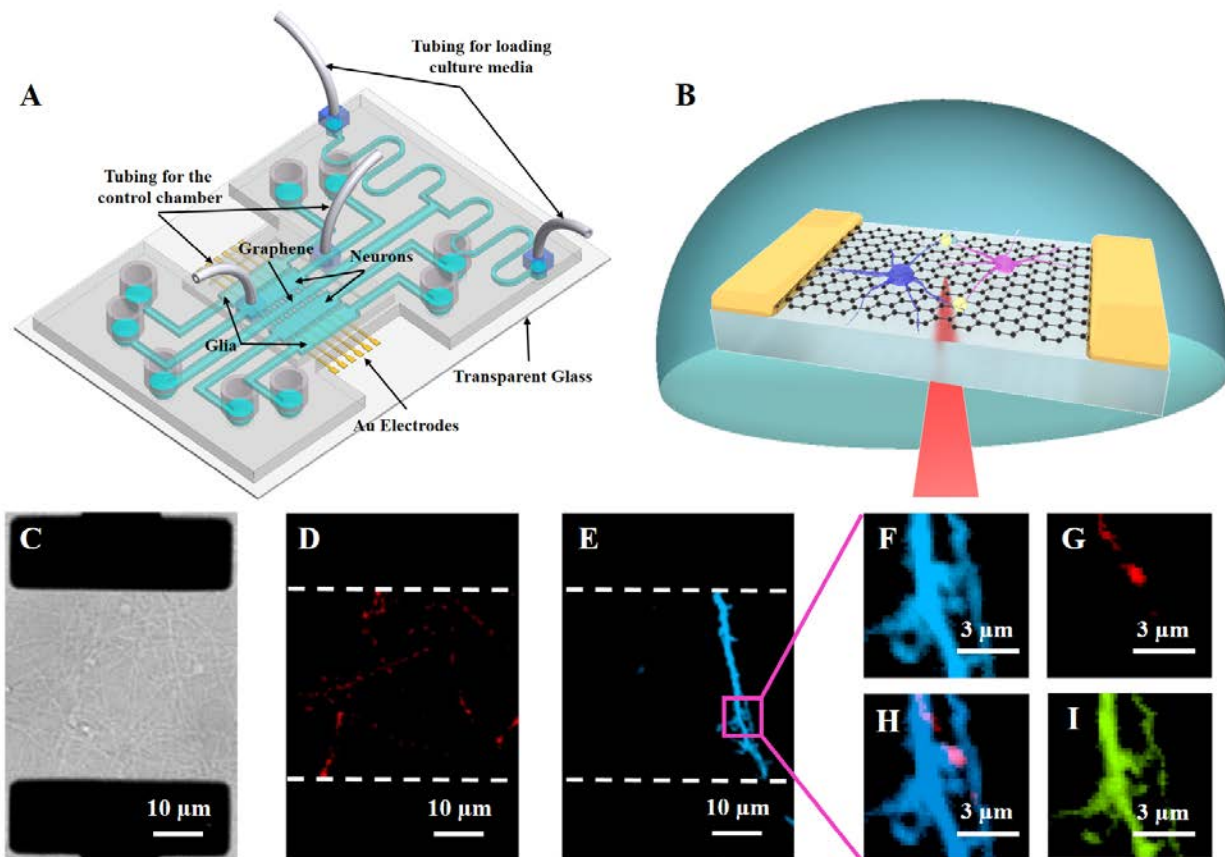 A
Tubing for loading
culture media
B
Tubing for the
control chamber
Graphene
Neurons
Glia
Transparent Glass
Au Electrodes
C
10 µm
D
10 µm
E
10 µm
F
3 µm
G
3 µm
H
3 µm
I
3 µm